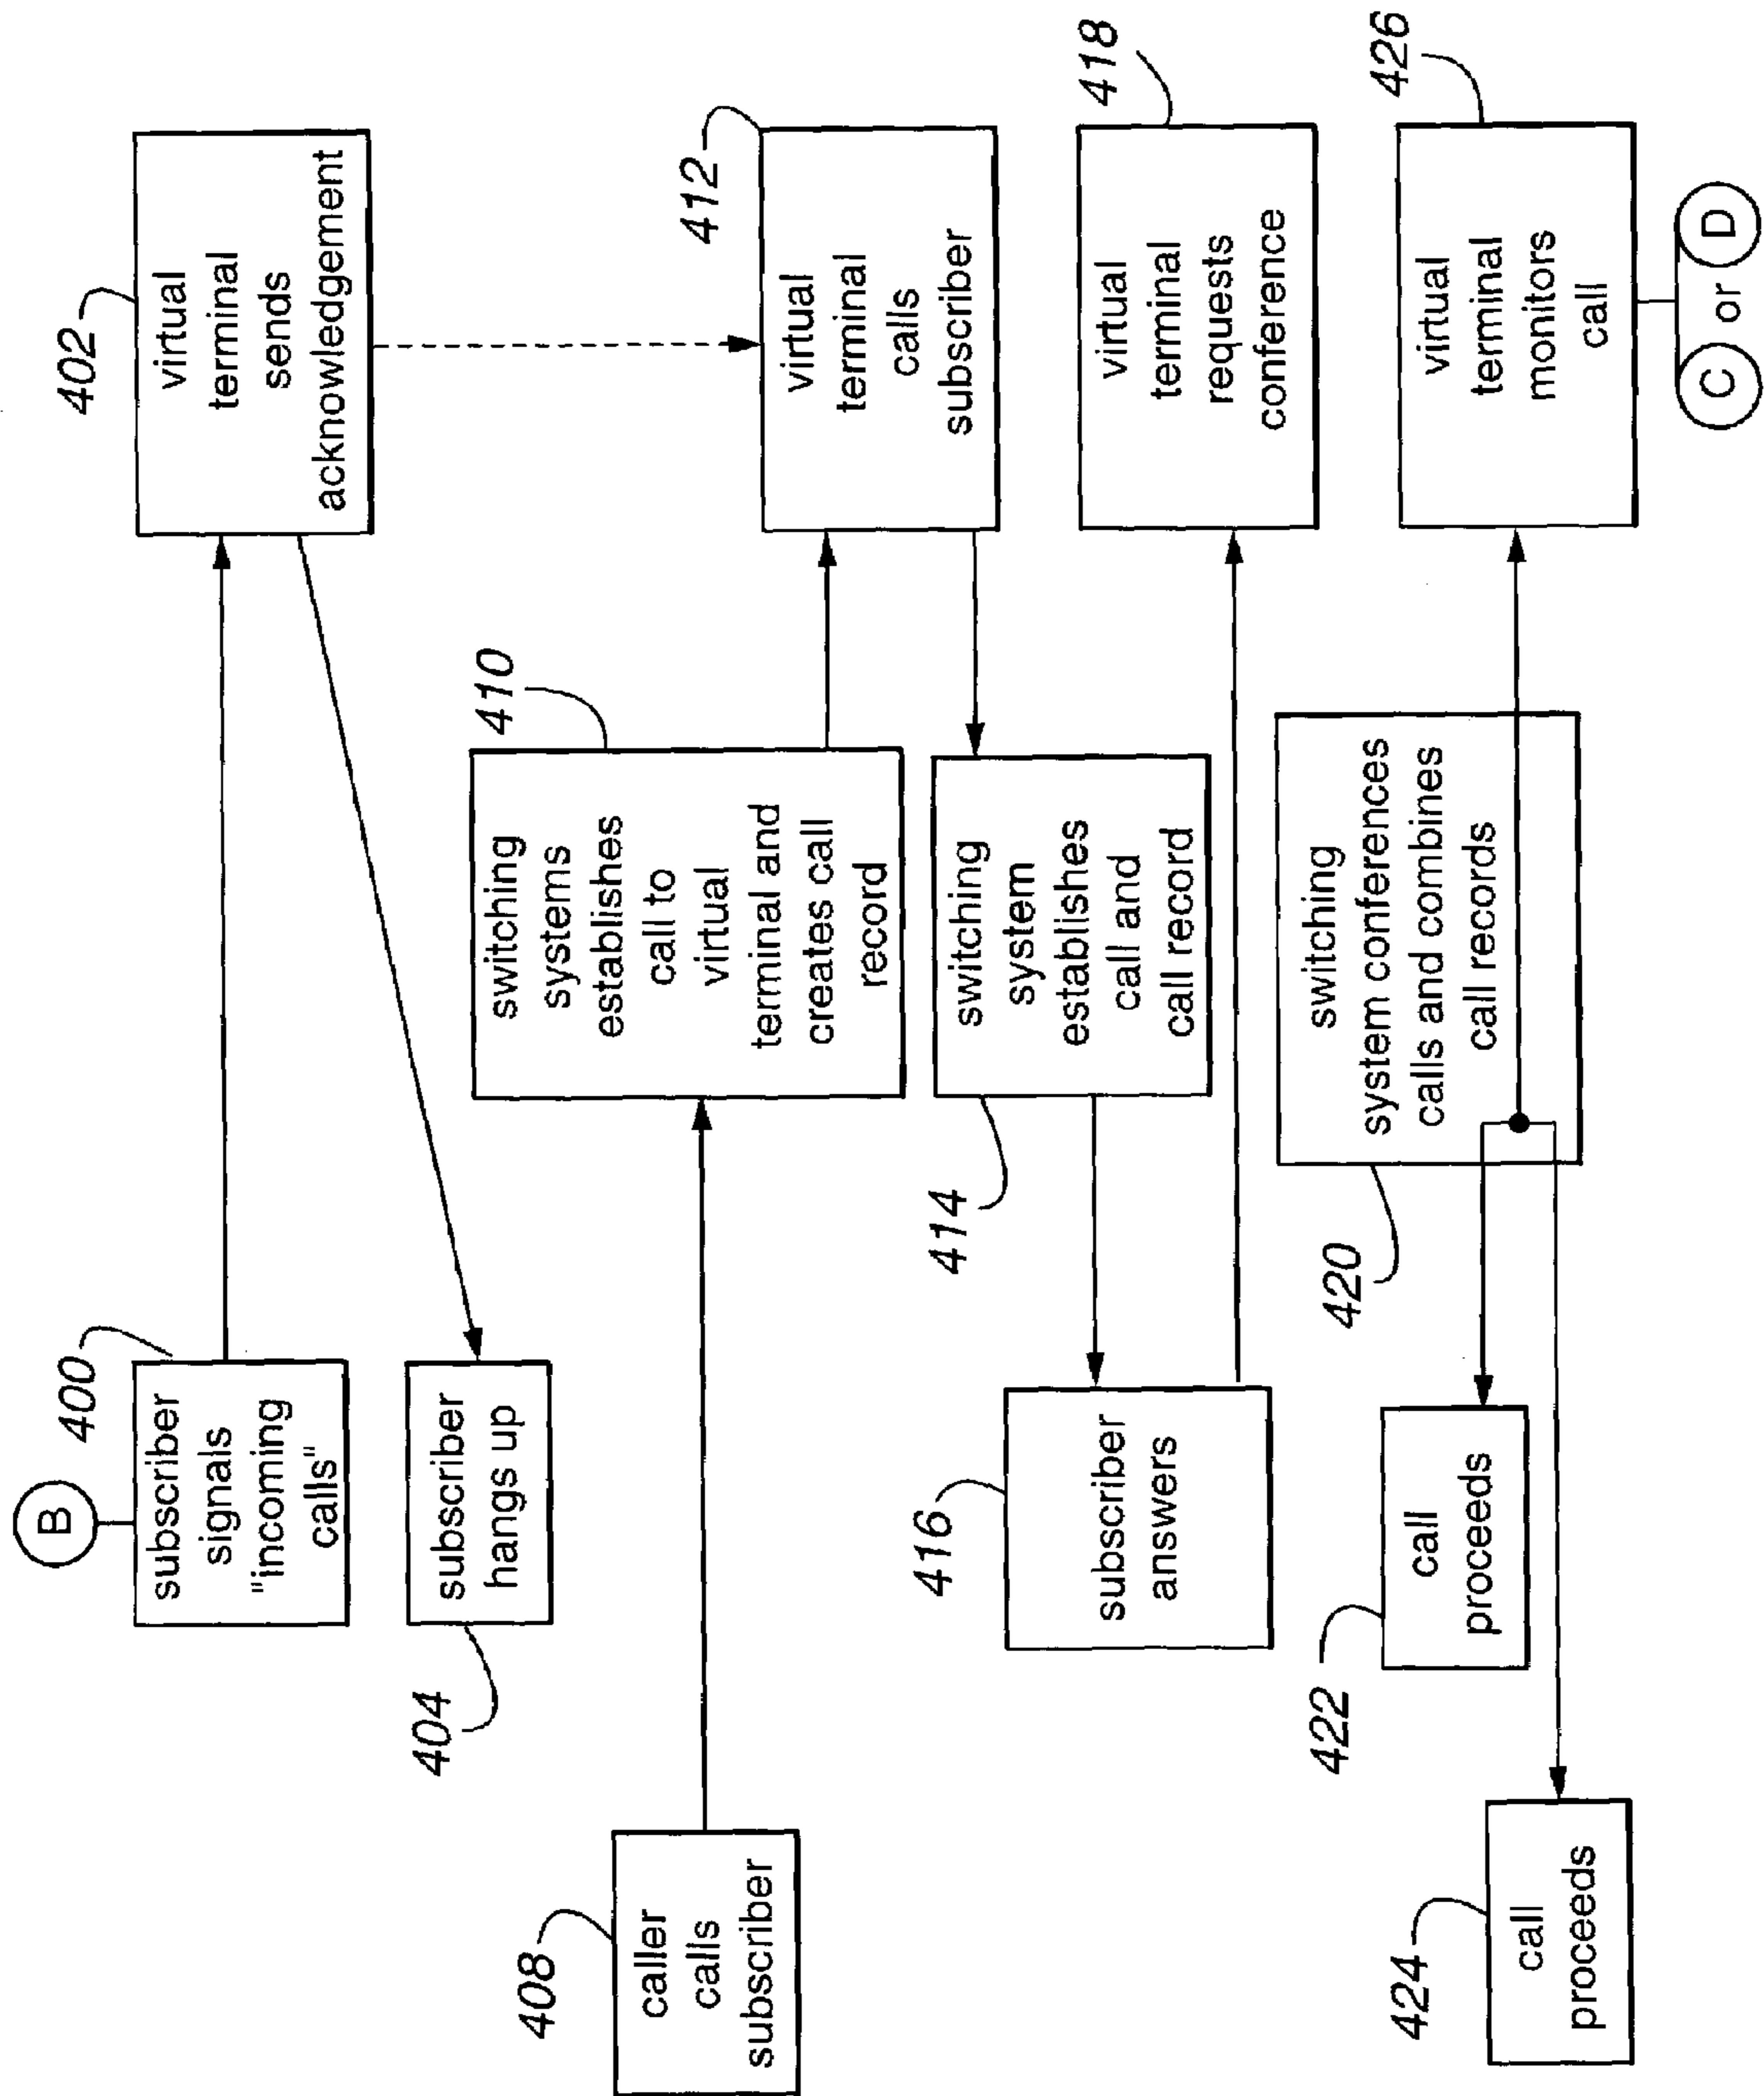 B
400
subscriber
signals
"incoming
calls"
402
virtual
terminal
sends
acknowledgement
404
subscriber
hangs up
408
caller
calls
subscriber
410
switching
systems
establishes
call to
virtual
terminal and
creates call
record
412
virtual
terminal
calls
subscriber
414
switching
system
establishes
call and
call record
416
subscriber
answers
418
virtual
terminal
requests
conference
420
switching
system conferences
calls and combines
call records
422
call
proceeds
424
call
proceeds
426
virtual
terminal
monitors
call
C or D